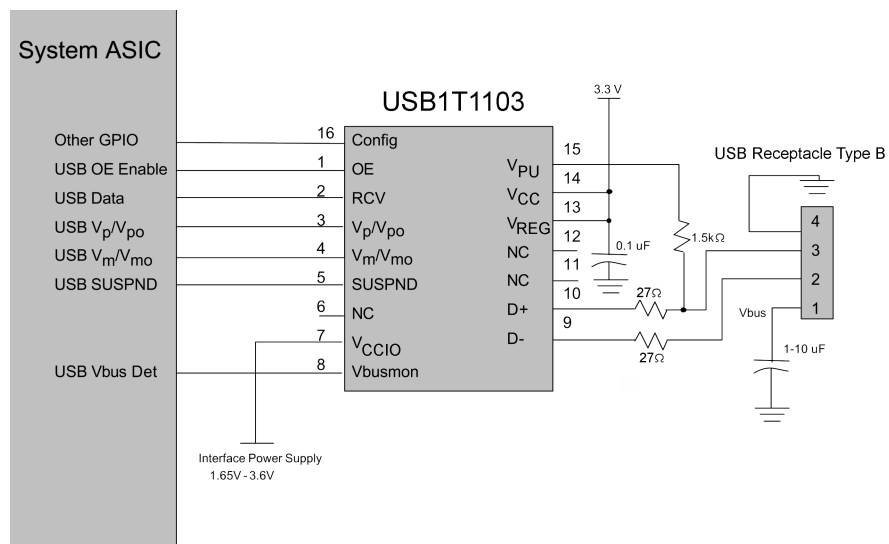 System ASIC
USB1T1103
3.3 V
USB Receptacle Type B
Other GPIO
USB OE Enable
USB Data
USB Vp/Vpo
USB Vm/Vmo
USB SUSPND
USB Vbus Det
16
1
2
3
4
5
6
7
8
Config
OE
RCV
Vp/Vpo
Vm/Vmo
SUSPND
NC
VCCIO
Vbusmon
VPU
VCC
VREG
NC
NC
D+
D-
15
14
13
12
11
10
9
0.1 uF
1.5kΩ
27Ω
27Ω
4
3
2
1
Vbus
1-10 uF
Interface Power Supply
1.65V - 3.6V